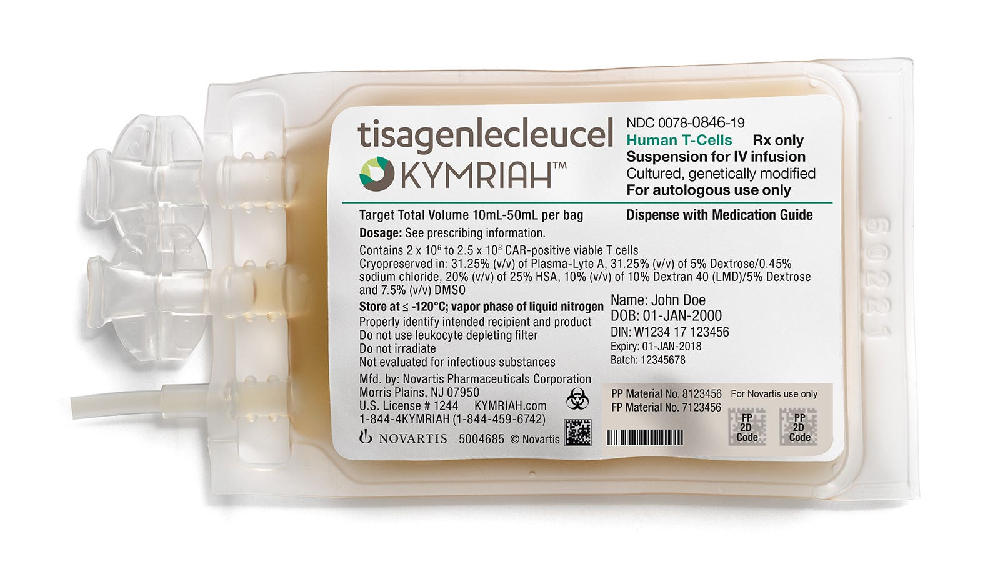 tisagenlecleucel
KYMRIAH™
NDC 0078-0846-19
Human T-Cells Rx only
Suspension for IV infusion
Cultured, genetically modified
For autologous use only
Target Total Volume 10mL-50mL per bag
Dispense with Medication Guide
Dosage: See prescribing information.
Contains 2 x 10⁶ to 2.5 x 10⁸ CAR-positive viable T cells
Cryopreserved in: 31.25% (v/v) of Plasma-Lyte A, 31.25% (v/v) of 5% Dextrose/0.45%
sodium chloride, 20% (v/v) of 25% HSA, 10% (v/v) of 10% Dextran 40 (LMD)/5% Dextrose
and 7.5% (v/v) DMSO
Store at ≤ -120°C; vapor phase of liquid nitrogen
Properly identify intended recipient and product
Do not use leukocyte depleting filter
Do not irradiate
Not evaluated for infectious substances
Name: John Doe
DOB: 01-JAN-2000
DIN: W1234 17 123456
Expiry: 01-JAN-2018
Batch: 12345678
Mfd. by: Novartis Pharmaceuticals Corporation
Morris Plains, NJ 07950
U.S. License # 1244 KYMRIAH.com
1-844-4KYMRIAH (1-844-459-6742)
NOVARTIS 5004685 © Novartis
PP Material No. 8123456 For Novartis use only
FP Material No. 7123456
FP
2D
Code
PP
2D
Code
50221